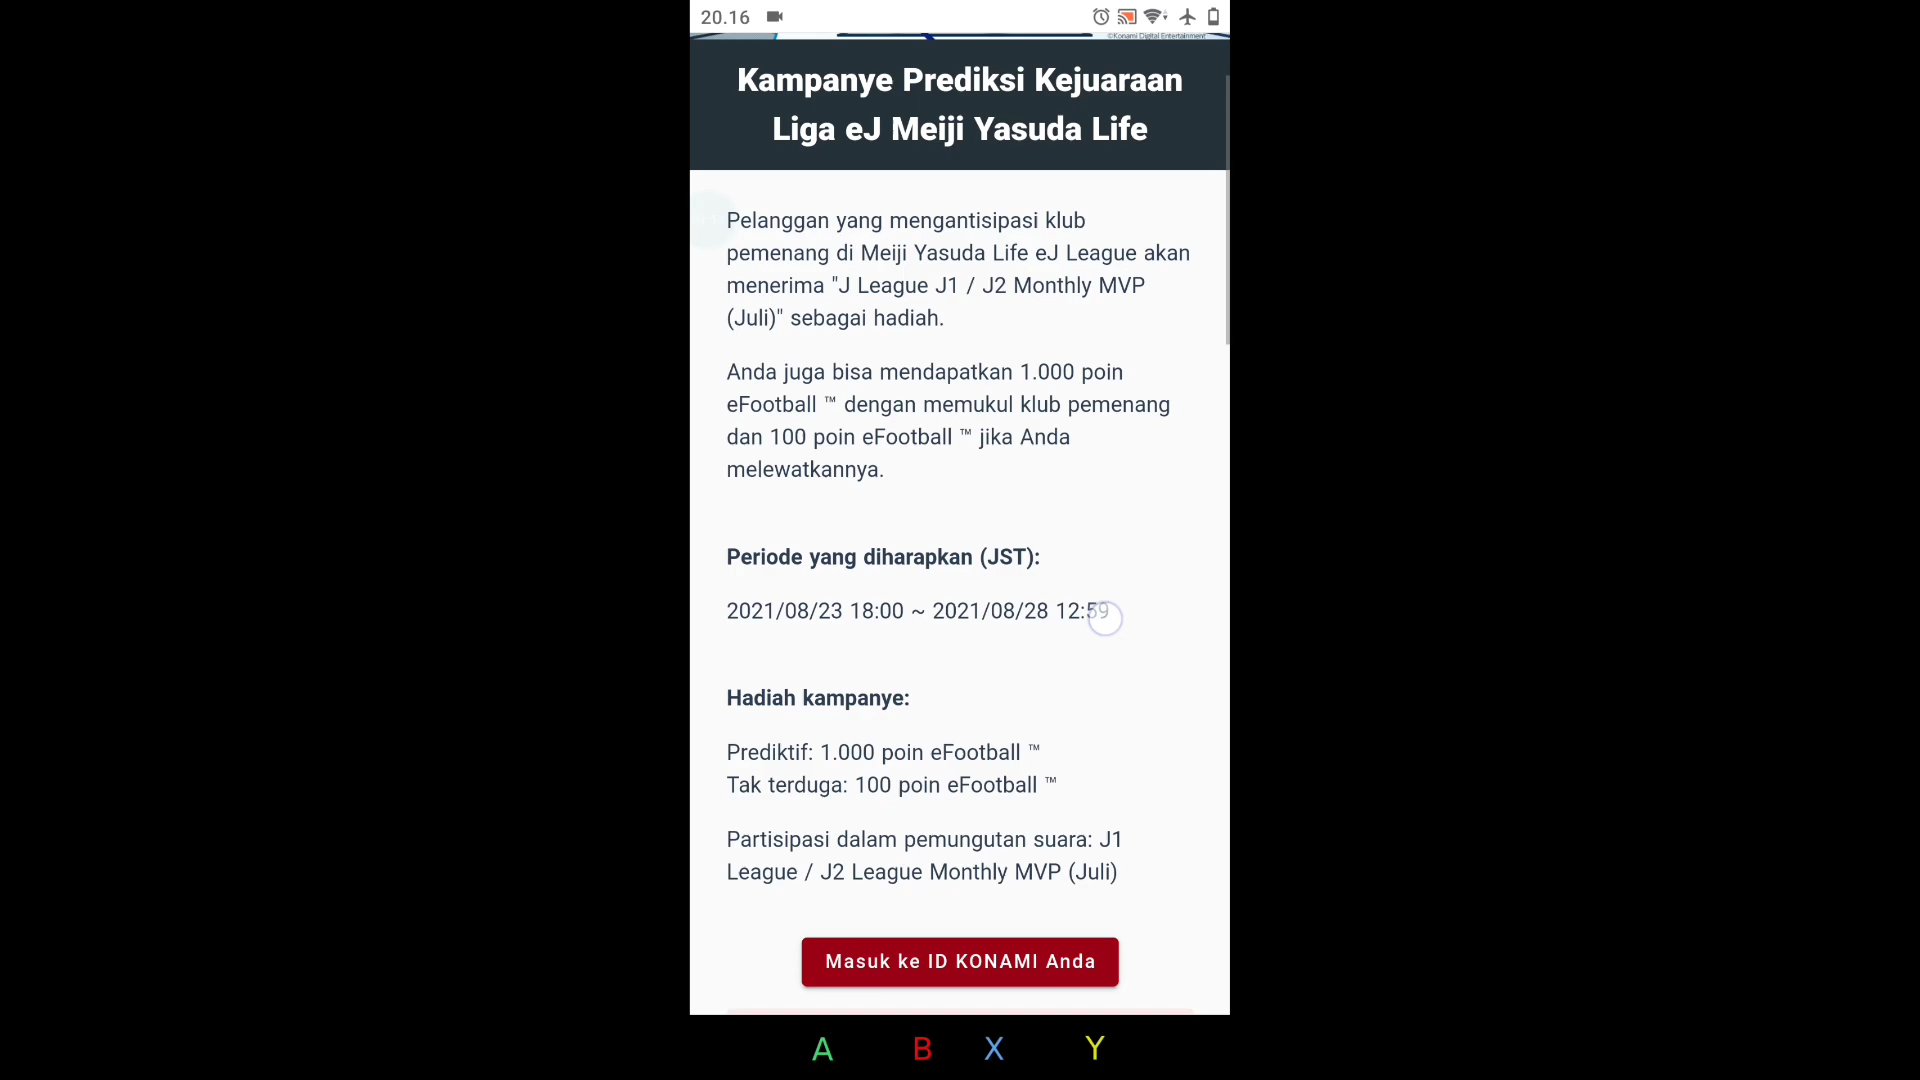 20.16
©Konami Digital Entertainment
Kampanye Prediksi Kejuaraan
Liga eJ Meiji Yasuda Life
Pelanggan yang mengantisipasi klub
pemenang di Meiji Yasuda Life eJ League akan
menerima "J League J1 / J2 Monthly MVP
(Juli)" sebagai hadiah.
Anda juga bisa mendapatkan 1.000 poin
eFootball ™ dengan memukul klub pemenang
dan 100 poin eFootball ™ jika Anda
melewatkannya.
Periode yang diharapkan (JST):
2021/08/23 18:00 ~ 2021/08/28 12:59
Hadiah kampanye:
Prediktif: 1.000 poin eFootball ™
Tak terduga: 100 poin eFootball ™
Partisipasi dalam pemungutan suara: J1
League / J2 League Monthly MVP (Juli)
Masuk ke ID KONAMI Anda
A B X Y